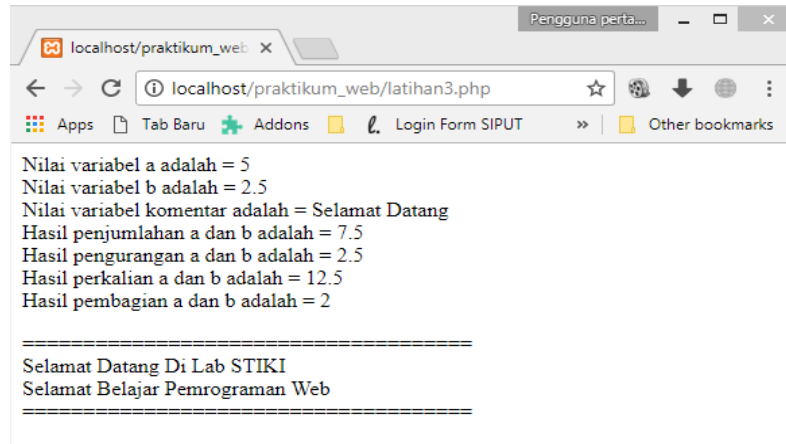 Pengguna perta...
localhost/praktikum_web
localhost/praktikum_web/latihan3.php
Apps Tab Baru Addons Login Form SIPUT » Other bookmarks
Nilai variabel a adalah = 5
Nilai variabel b adalah = 2.5
Nilai variabel komentar adalah = Selamat Datang
Hasil penjumlahan a dan b adalah = 7.5
Hasil pengurangan a dan b adalah = 2.5
Hasil perkalian a dan b adalah = 12.5
Hasil pembagian a dan b adalah = 2
=====================================
Selamat Datang Di Lab STIKI
Selamat Belajar Pemrograman Web
=====================================